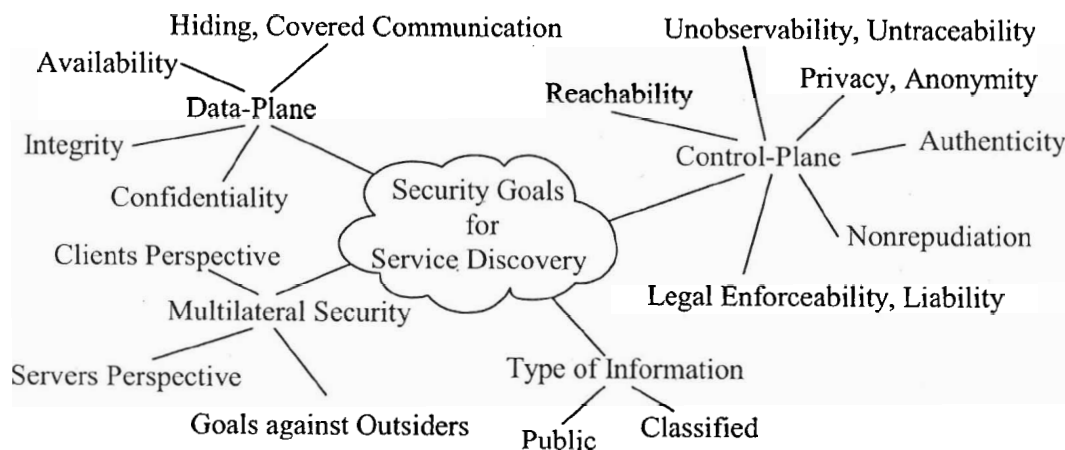 Hiding, Covered Communication
Availability
Data-Plane
Integrity
Confidentiality
Unobservability, Untraceability
Privacy, Anonymity
Reachability
Control-Plane
Authenticity
Nonrepudiation
Legal Enforceability, Liability
Security Goals
for
Service Discovery
Clients Perspective
Multilateral Security
Servers Perspective
Goals against Outsiders
Type of Information
Public
Classified